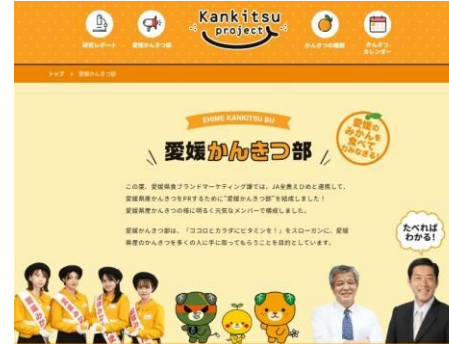 Kankitsu
project
研究レポート
愛媛かんきつ部
かんきつの種類
かんきつ
カレンダー
トップ > 愛媛かんきつ部
EHIME KANKITSU BU
愛媛かんきつ部
愛媛の
みかんを
食べて
力みなぎる!
この度、愛媛県食ブランドマーケティング課では、JA全農えひめと連携して、
愛媛県産かんきつをPRするために"愛媛かんきつ部"を結成しました！
愛媛県産かんきつの様に明るく元気なメンバーで構成しました。
愛媛かんきつ部は、「ココロとカラダにビタミンを！」をスローガンに、愛媛
県産のかんきつを多くの人に手に取ってもらうことを目的としています。
たべれば
わかる!